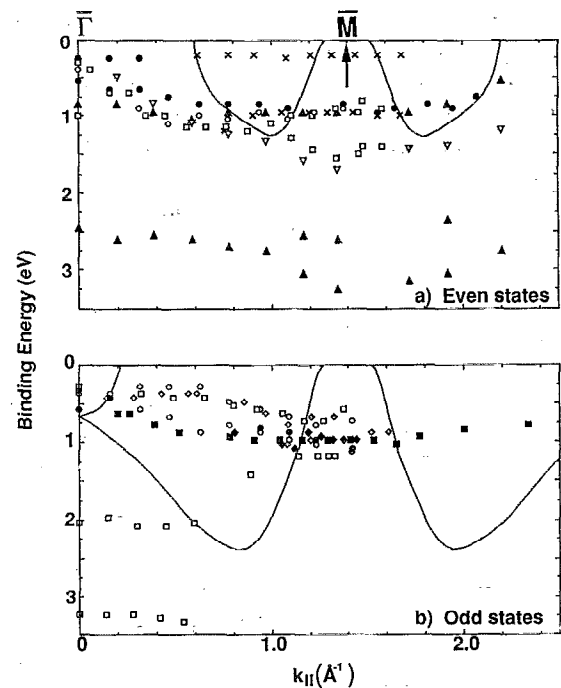 Γ̅ M̅
0
1
2
3
a) Even states
Binding Energy (eV)
0
1
2
3
b) Odd states
0 1.0 2.0
k||(Å⁻¹)